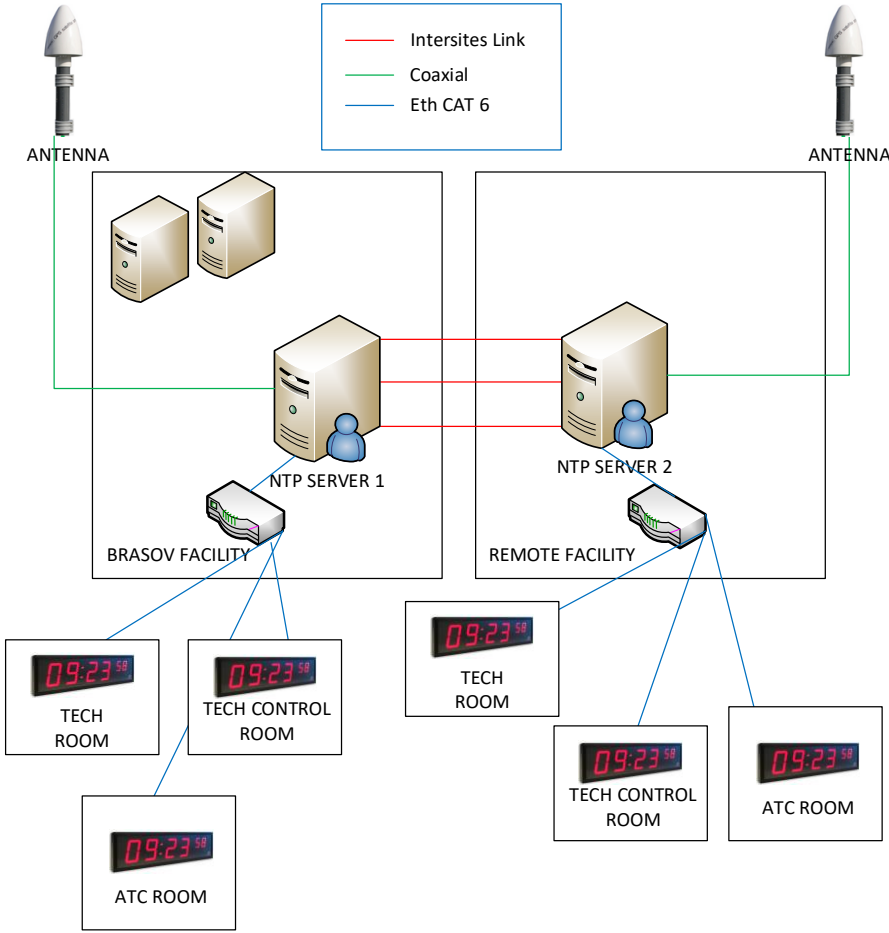 Intersites Link
Coaxial
Eth CAT 6
ANTENNA
ANTENNA
NTP SERVER 1
NTP SERVER 2
BRASOV FACILITY
REMOTE FACILITY
09:23 58
TECH
ROOM
09:23 58
TECH CONTROL
ROOM
09:23 58
ATC ROOM
09:23 58
TECH
ROOM
09:23 58
TECH CONTROL
ROOM
09:23 58
ATC ROOM